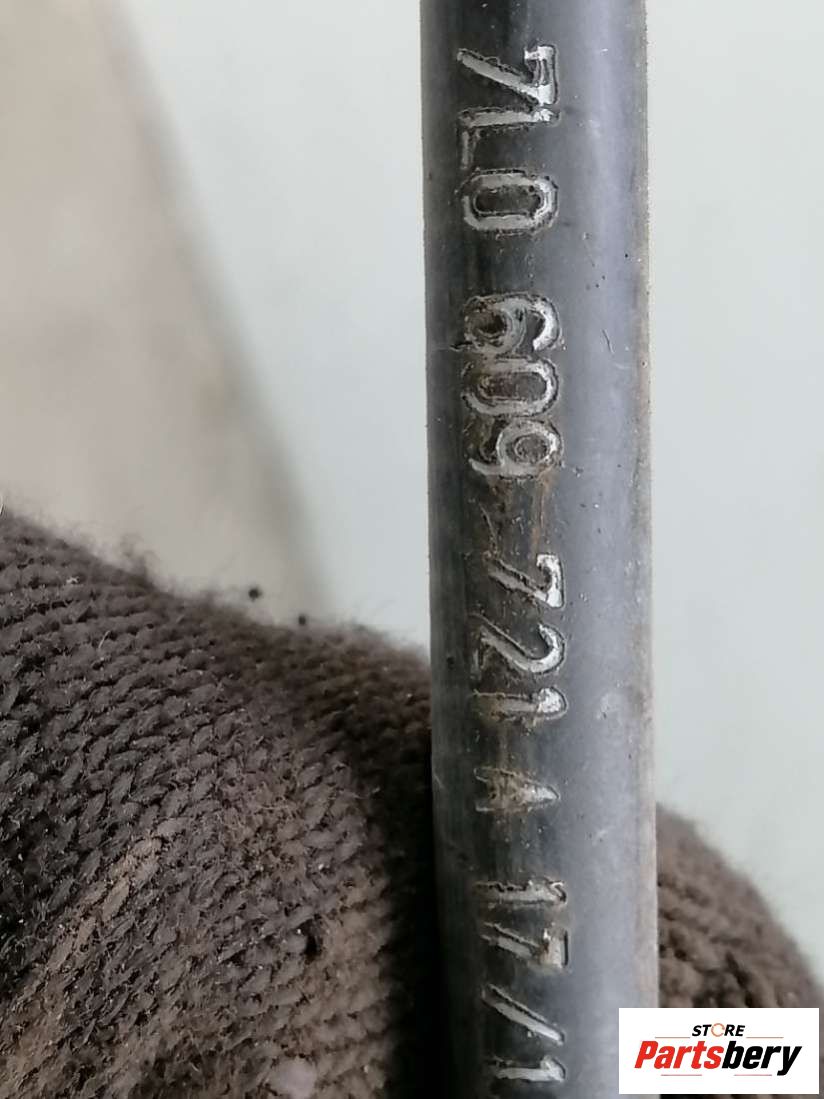 7L0 609 721 A 17/1
STORE
Partsbery